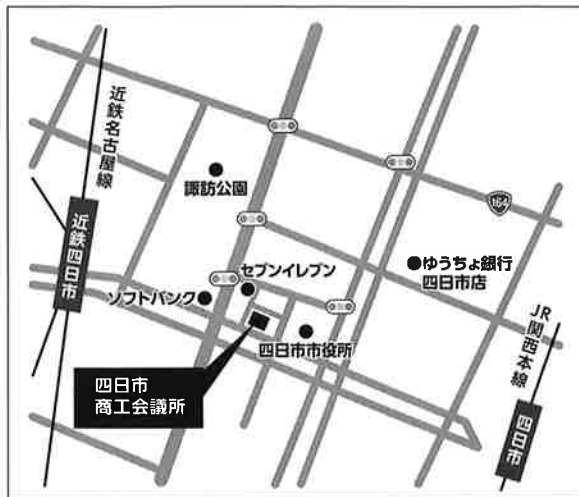 近鉄名古屋線
諏訪公園
164
近鉄四日市
セブンイレブン
ソフトバンク
ゆうちょ銀行
四日市店
四日市市役所
JR関西本線
四日市
商工会議所
四日市